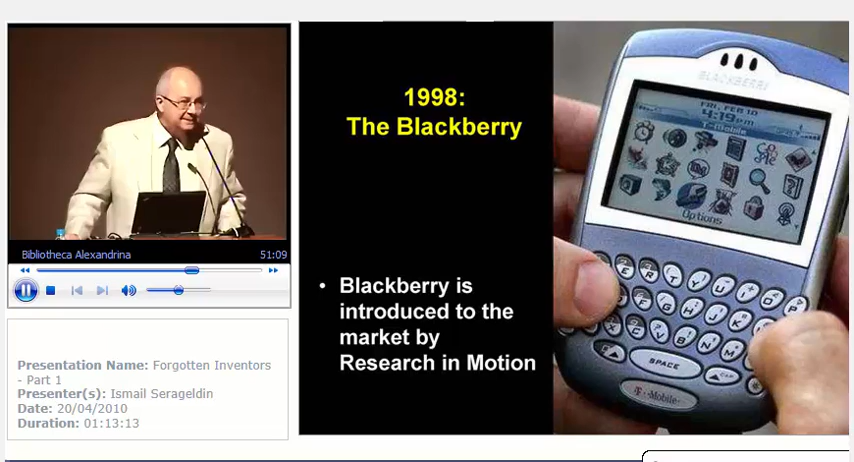 Bibliotheca Alexandrina 51:09
Presentation Name: Forgotten Inventors
- Part 1
Presenter(s): Ismail Serageldin
Date: 20/04/2010
Duration: 01:13:13
1998:
The Blackberry
• Blackberry is
introduced to the
market by
Research in Motion
BLACKBERRY
FRI, FEB 10
4:19PM
T-Mobile
Options
E R T Y U I O P
F G H J K
X C V B N M
SPACE
CAP
T-Mobile